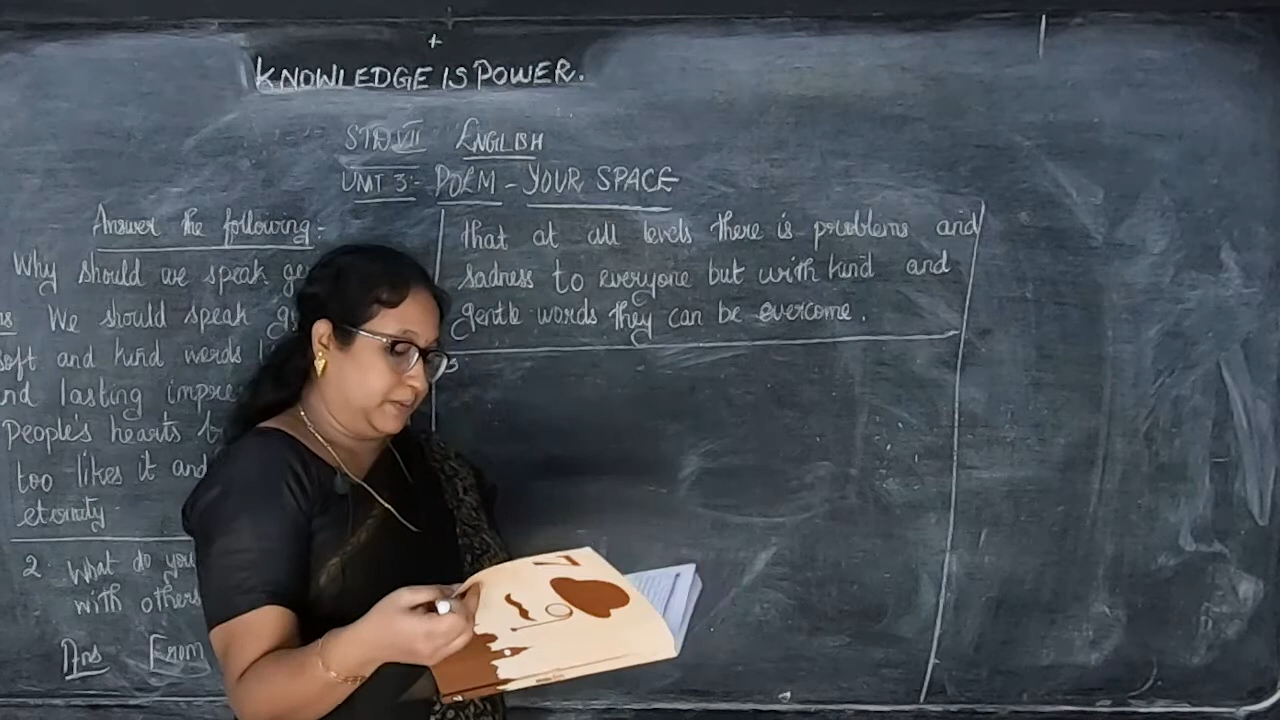 KNOWLEDGE IS POWER.
STD VII ENGLISH
UNIT 3:- POEM - YOUR SPACE
Answer the following:-
Why should we speak
We should speak
soft and kind words
and lasting
People's hearts
too likes it and
eternity.
2. What do you
with others
Ans From
that at all levels there is problems and
sadness to everyone but with kind and
gentle words they can be overcome.
7